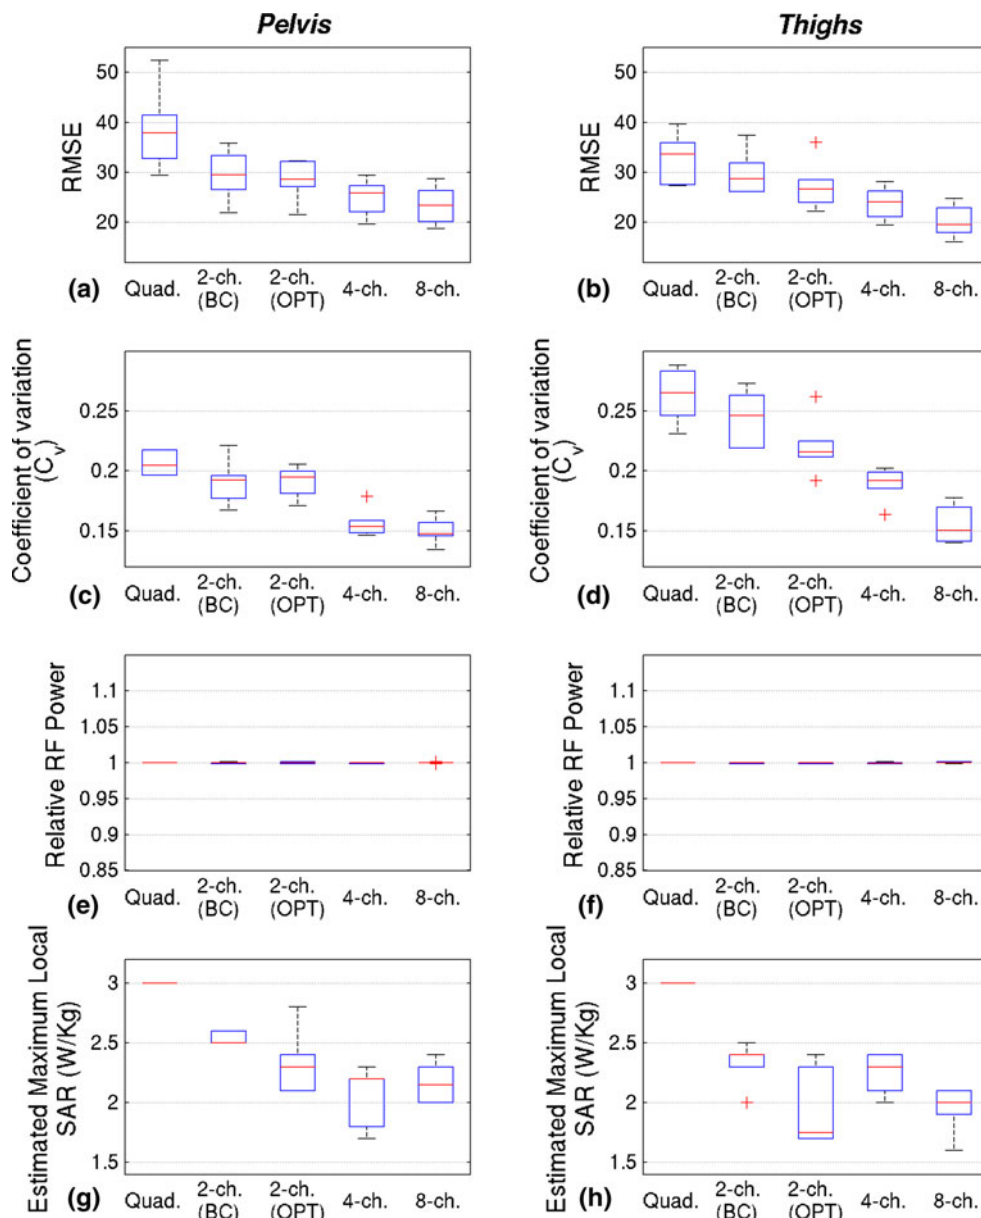 Pelvis Thighs
50
40
30
20
RMSE
(a) Quad. 2-ch. (BC) 2-ch. (OPT) 4-ch. 8-ch.
50
40
30
20
RMSE
(b) Quad. 2-ch. (BC) 2-ch. (OPT) 4-ch. 8-ch.
0.25
0.2
0.15
Coefficient of variation
(Cv)
(c) Quad. 2-ch. (BC) 2-ch. (OPT) 4-ch. 8-ch.
0.25
0.2
0.15
Coefficient of variation
(Cv)
(d) Quad. 2-ch. (BC) 2-ch. (OPT) 4-ch. 8-ch.
1.1
1.05
1
0.95
0.9
0.85
Relative RF Power
(e) Quad. 2-ch. (BC) 2-ch. (OPT) 4-ch. 8-ch.
1.1
1.05
1
0.95
0.9
0.85
Relative RF Power
(f) Quad. 2-ch. (BC) 2-ch. (OPT) 4-ch. 8-ch.
3
2.5
2
1.5
Estimated Maximum Local
SAR (W/Kg)
(g) Quad. 2-ch. (BC) 2-ch. (OPT) 4-ch. 8-ch.
3
2.5
2
1.5
Estimated Maximum Local
SAR (W/Kg)
(h) Quad. 2-ch. (BC) 2-ch. (OPT) 4-ch. 8-ch.